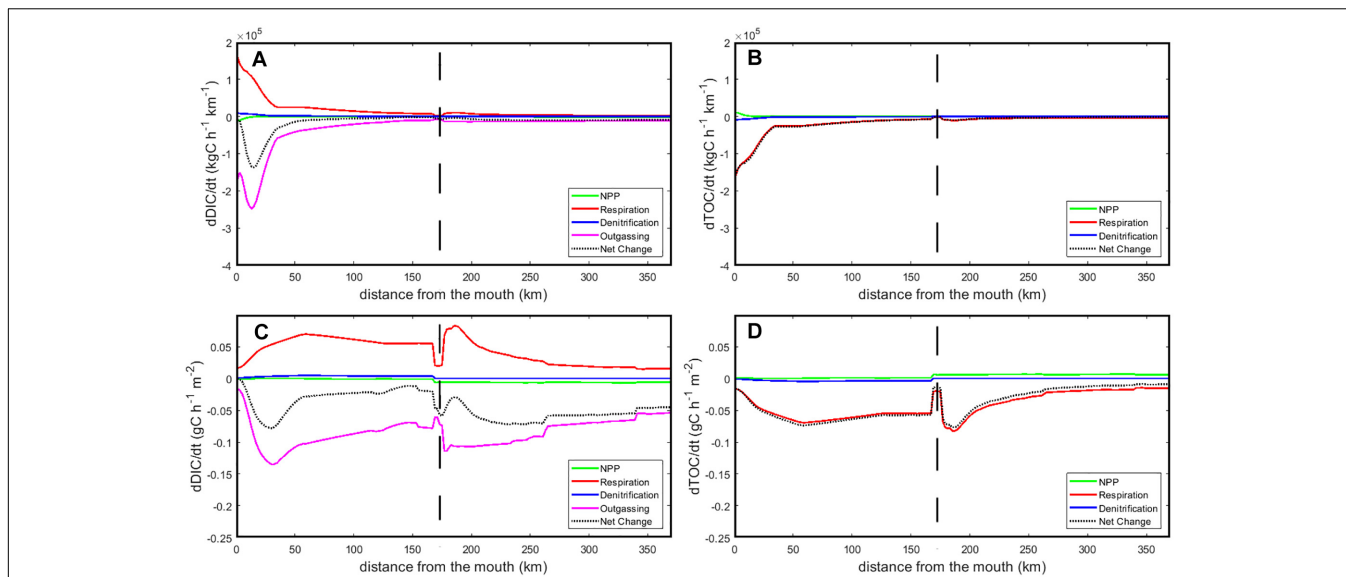 A
×10⁵
2
1
0
-1
-2
-3
-4
dDIC/dt (kgC h⁻¹ km⁻¹)
0 50 100 150 200 250 300 350
distance from the mouth (km)
NPP
Respiration
Denitrification
Outgassing
Net Change
B
×10⁵
2
1
0
-1
-2
-3
-4
dTOC/dt (kgC h⁻¹ km⁻¹)
0 50 100 150 200 250 300 350
distance from the mouth (km)
NPP
Respiration
Denitrification
Net Change
C
0.05
0
-0.05
-0.1
-0.15
-0.2
-0.25
dDIC/dt (gC h⁻¹ m⁻²)
0 50 100 150 200 250 300 350
distance from the mouth (km)
NPP
Respiration
Denitrification
Outgassing
Net Change
D
0.05
0
-0.05
-0.1
-0.15
-0.2
-0.25
dTOC/dt (gC h⁻¹ m⁻²)
0 50 100 150 200 250 300 350
distance from the mouth (km)
NPP
Respiration
Denitrification
Net Change